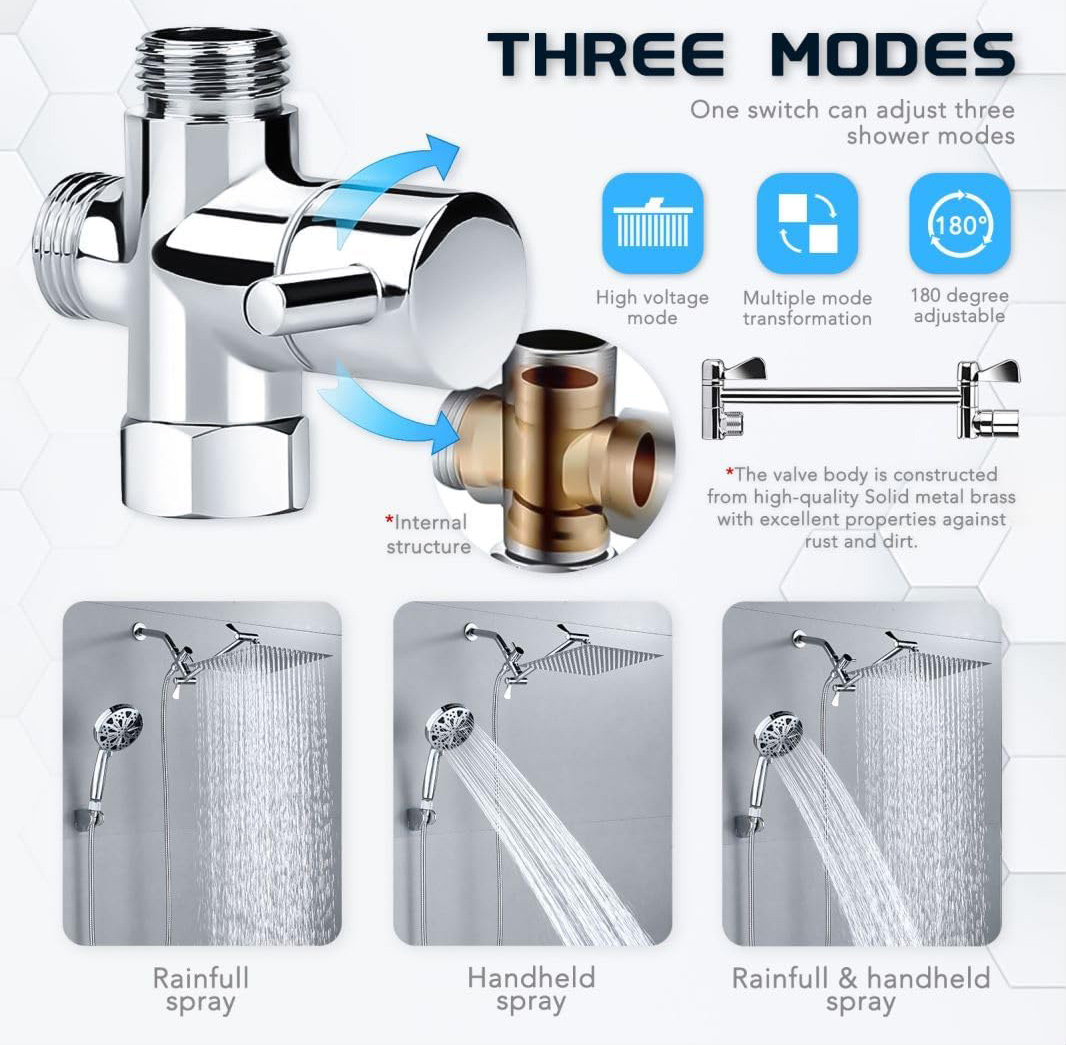 THREE MODES
One switch can adjust three
shower modes
180°
High voltage
mode
Multiple mode
transformation
180 degree
adjustable
*The valve body is constructed
from high-quality Solid metal brass
with excellent properties against
rust and dirt.
*Internal
structure
Rainfull
spray
Handheld
spray
Rainfull & handheld
spray